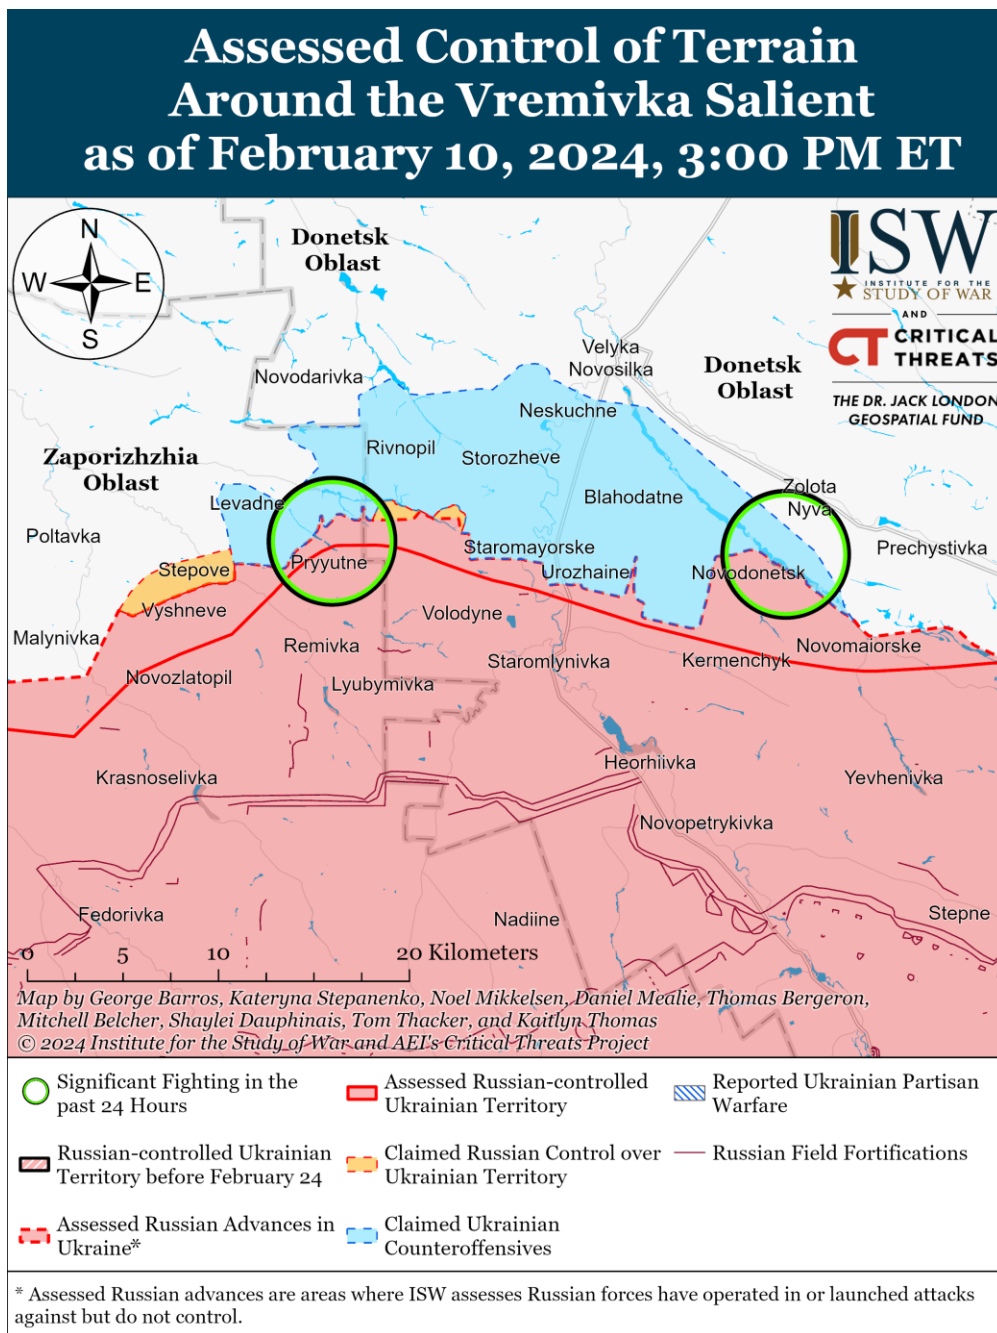 Assessed Control of Terrain
Around the Vremivka Salient
as of February 10, 2024, 3:00 PM ET
N
W
E
S
Donetsk
Oblast
ISW
INSTITUTE FOR THE
STUDY OF WAR
AND
CT CRITICAL
THREATS
THE DR. JACK LONDON
GEOSPATIAL FUND
Velyka
Novosilka
Donetsk
Oblast
Novodarivka
Neskuchne
Rivnopil
Storozheve
Zaporizhzhia
Oblast
Levadne
Blahodatne
Zolota
Nyva
Poltavka
Prechystivka
Staromayorske
Pryyutne
Urozhaine
Novodonetsk
Stepove
Vyshneve
Volodyne
Malynivka
Remivka
Novomaiorske
Staromlynivka
Kermenchyk
Novozlatopil
Lyubymivka
Heorhiivka
Krasnoselivka
Yevhenivka
Novopetrykivka
Fedorivka
Nadiine
Stepne
0 5 10 20 Kilometers
Map by George Barros, Kateryna Stepanenko, Noel Mikkelsen, Daniel Mealie, Thomas Bergeron,
Mitchell Belcher, Shaylei Dauphinais, Tom Thacker, and Kaitlyn Thomas
© 2024 Institute for the Study of War and AEI's Critical Threats Project
Significant Fighting in the
past 24 Hours
Assessed Russian-controlled
Ukrainian Territory
Reported Ukrainian Partisan
Warfare
Russian-controlled Ukrainian
Territory before February 24
Claimed Russian Control over
Ukrainian Territory
Russian Field Fortifications
Assessed Russian Advances in
Ukraine*
Claimed Ukrainian
Counteroffensives
* Assessed Russian advances are areas where ISW assesses Russian forces have operated in or launched attacks
against but do not control.